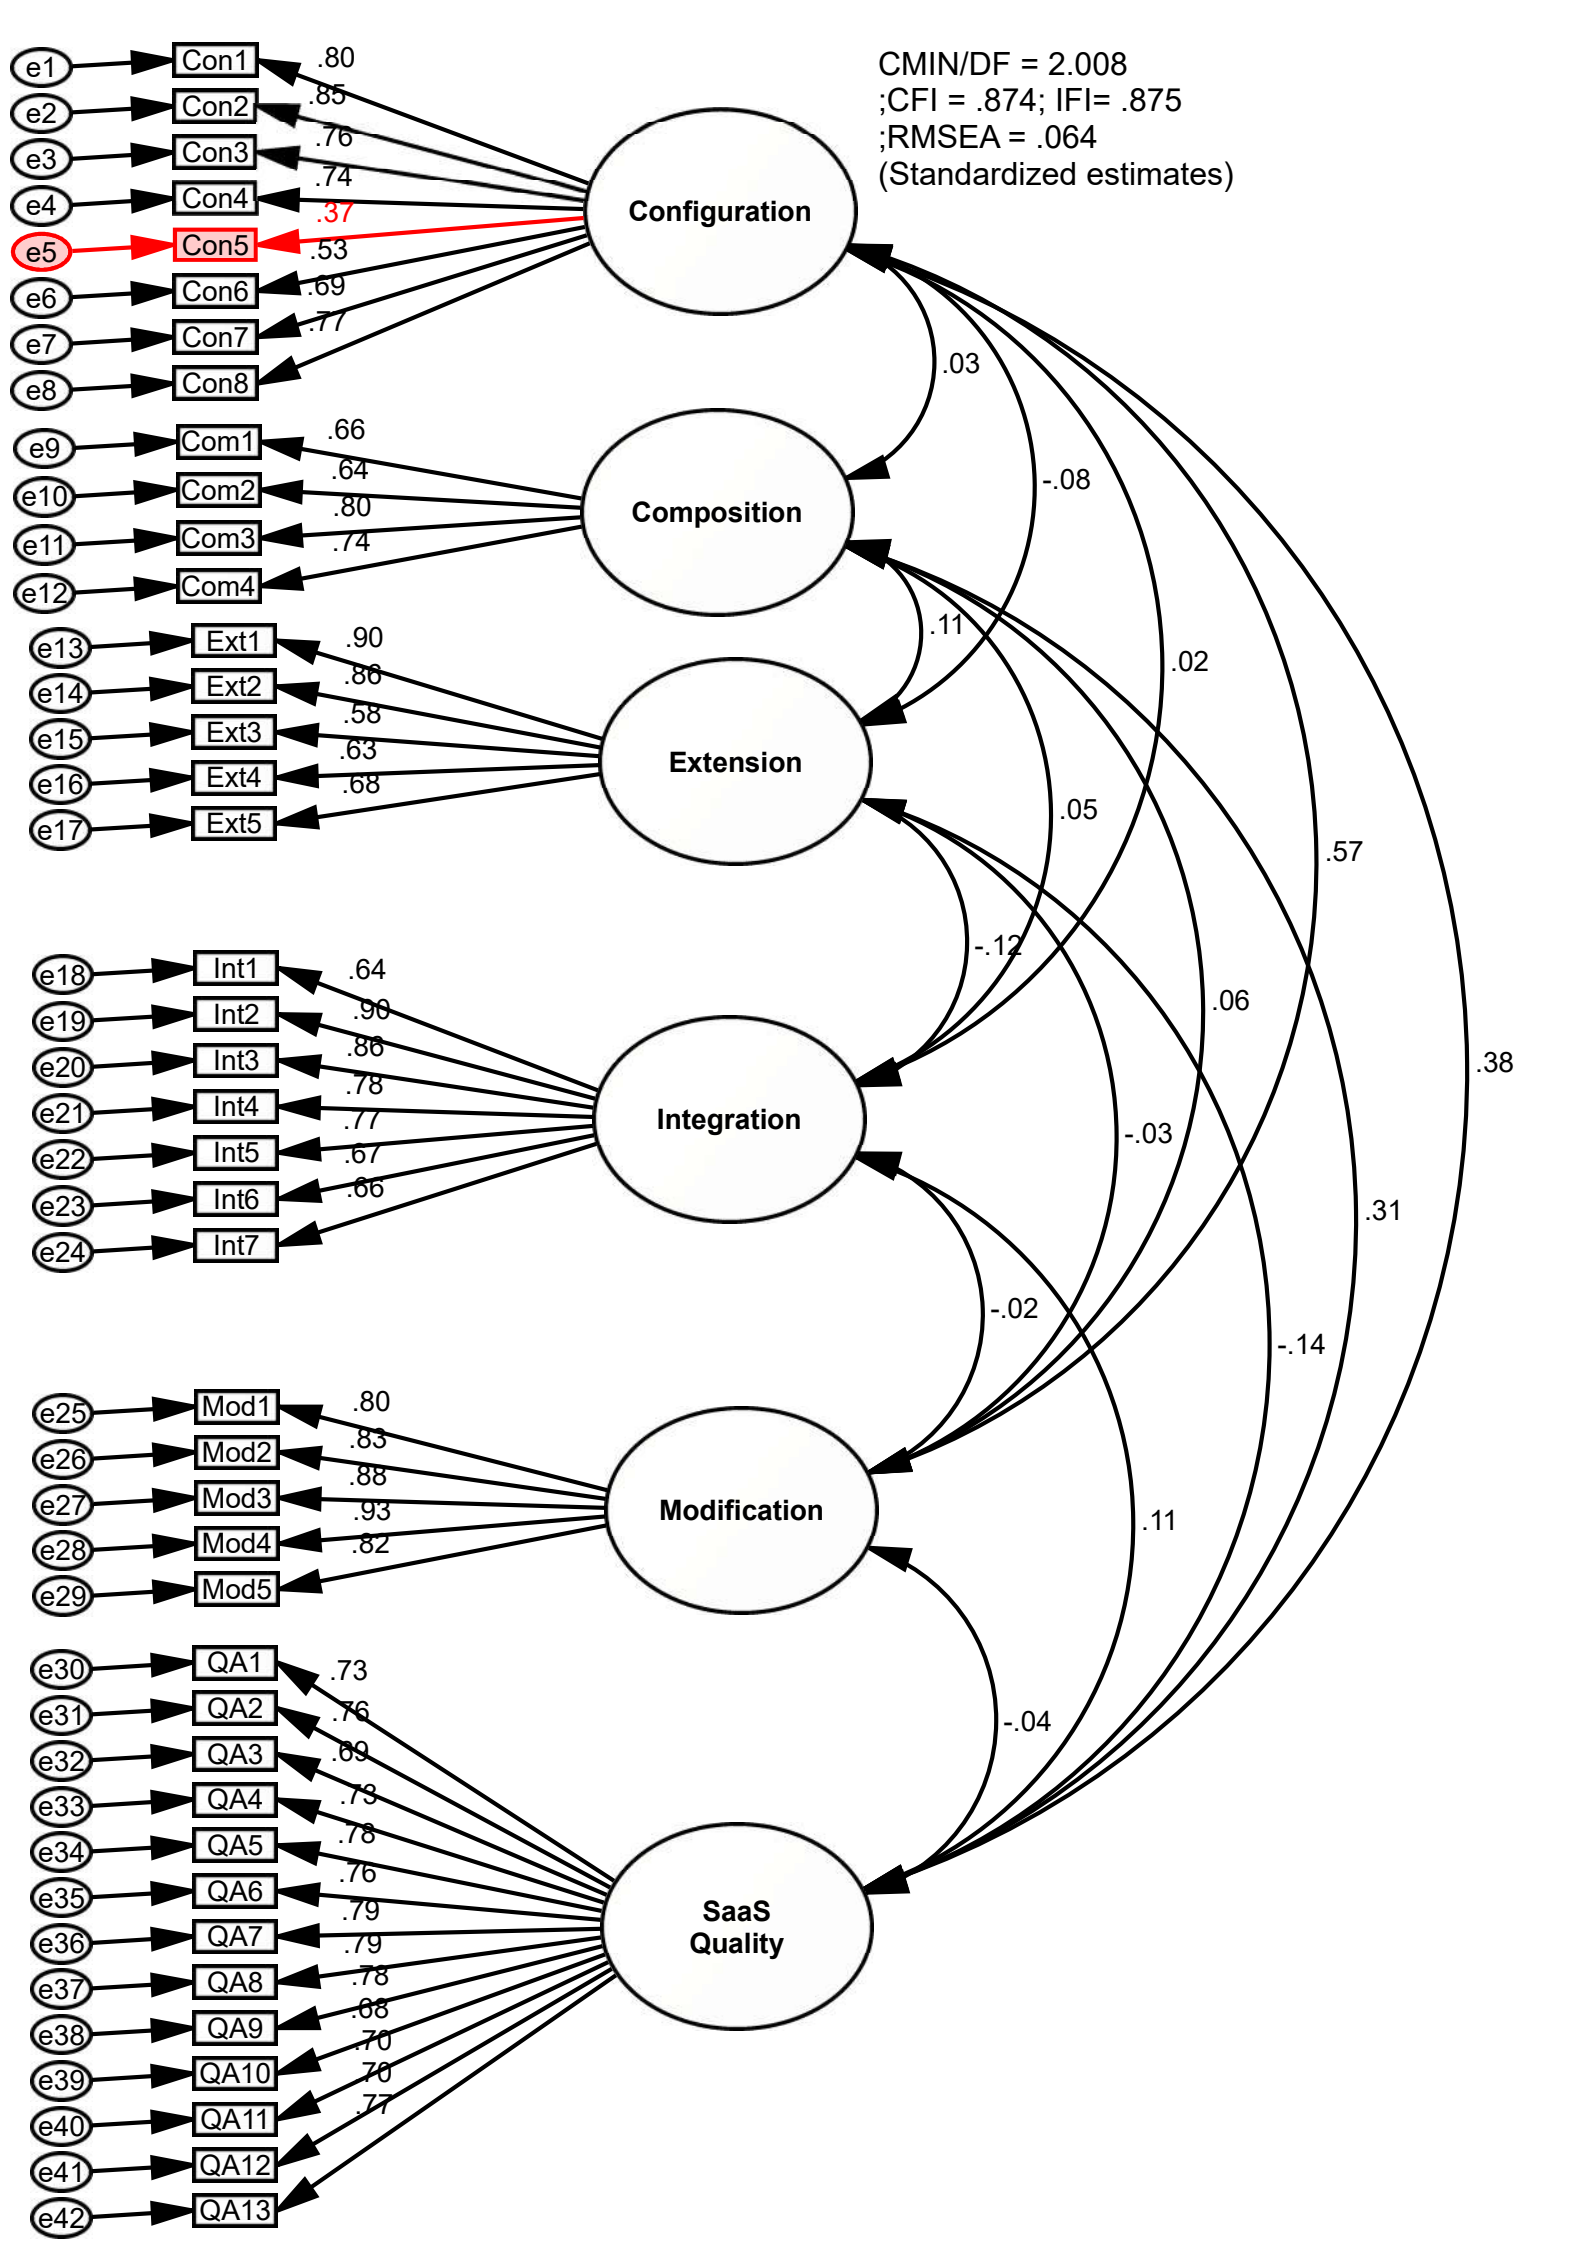 CMIN/DF = 2.008
;CFI = .874; IFI= .875
;RMSEA = .064
(Standardized estimates)
e1 Con1 .80
e2 Con2 .85
e3 Con3 .76
e4 Con4 .74
e5 Con5 .37
e6 Con6 .53
e7 Con7 .69
e8 Con8 .77
Configuration
e9 Com1 .66
e10 Com2 .64
e11 Com3 .80
e12 Com4 .74
Composition
e13 Ext1 .90
e14 Ext2 .86
e15 Ext3 .58
e16 Ext4 .63
e17 Ext5 .68
Extension
e18 Int1 .64
e19 Int2 .90
e20 Int3 .86
e21 Int4 .78
e22 Int5 .77
e23 Int6 .67
e24 Int7 .66
Integration
e25 Mod1 .80
e26 Mod2 .83
e27 Mod3 .88
e28 Mod4 .93
e29 Mod5 .82
Modification
e30 QA1 .73
e31 QA2 .76
e32 QA3 .69
e33 QA4 .73
e34 QA5 .78
e35 QA6 .76
e36 QA7 .79
e37 QA8 .79
e38 QA9 .78
e39 QA10 .68
e40 QA11 .70
e41 QA12 .70
e42 QA13 .77
SaaS
Quality
.03
-.08
.11
.02
.05
.57
-.12
.06
.38
-.03
.31
-.02
-.14
.11
-.04